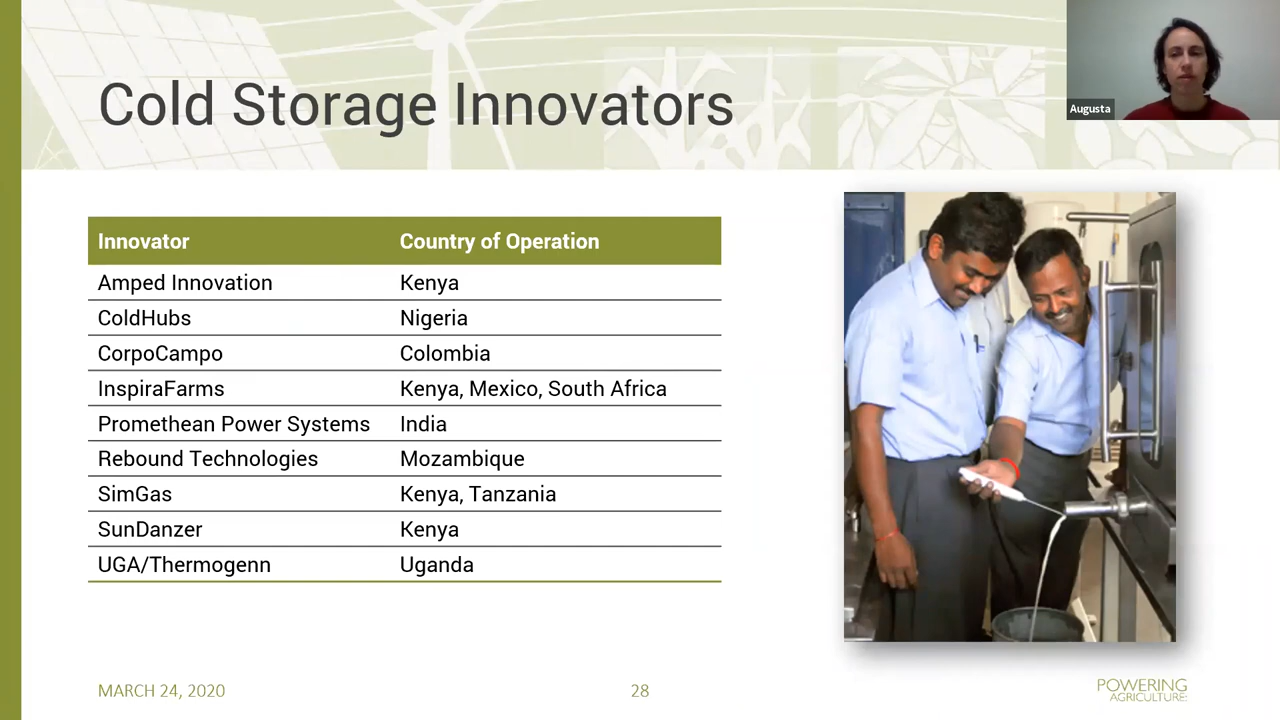 Cold Storage Innovators
Augusta
Innovator Country of Operation
Amped Innovation Kenya
ColdHubs Nigeria
CorpoCampo Colombia
InspiraFarms Kenya, Mexico, South Africa
Promethean Power Systems India
Rebound Technologies Mozambique
SimGas Kenya, Tanzania
SunDanzer Kenya
UGA/Thermogenn Uganda
MARCH 24, 2020
28
POWERING
AGRICULTURE: